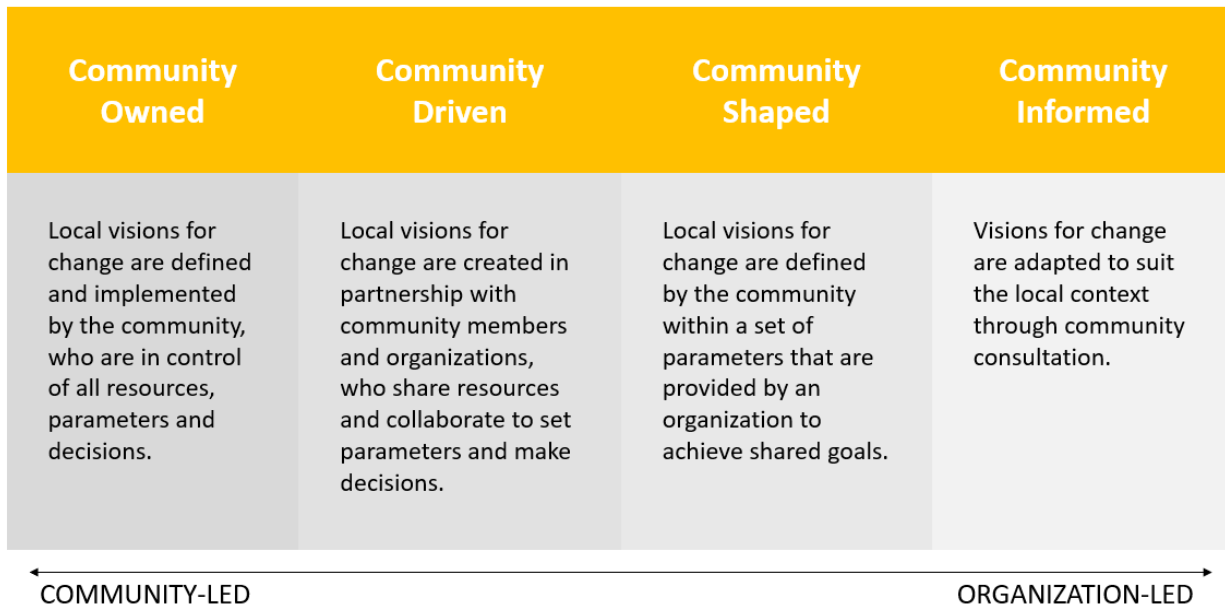 Community
Owned
Community
Driven
Community
Shaped
Community
Informed
Local visions for
change are defined
and implemented
by the community,
who are in control
of all resources,
parameters and
decisions.
Local visions for
change are created in
partnership with
community members
and organizations,
who share resources
and collaborate to set
parameters and make
decisions.
Local visions for
change are defined
by the community
within a set of
parameters that are
provided by an
organization to
achieve shared goals.
Visions for change
are adapted to suit
the local context
through community
consultation.
COMMUNITY-LED
ORGANIZATION-LED